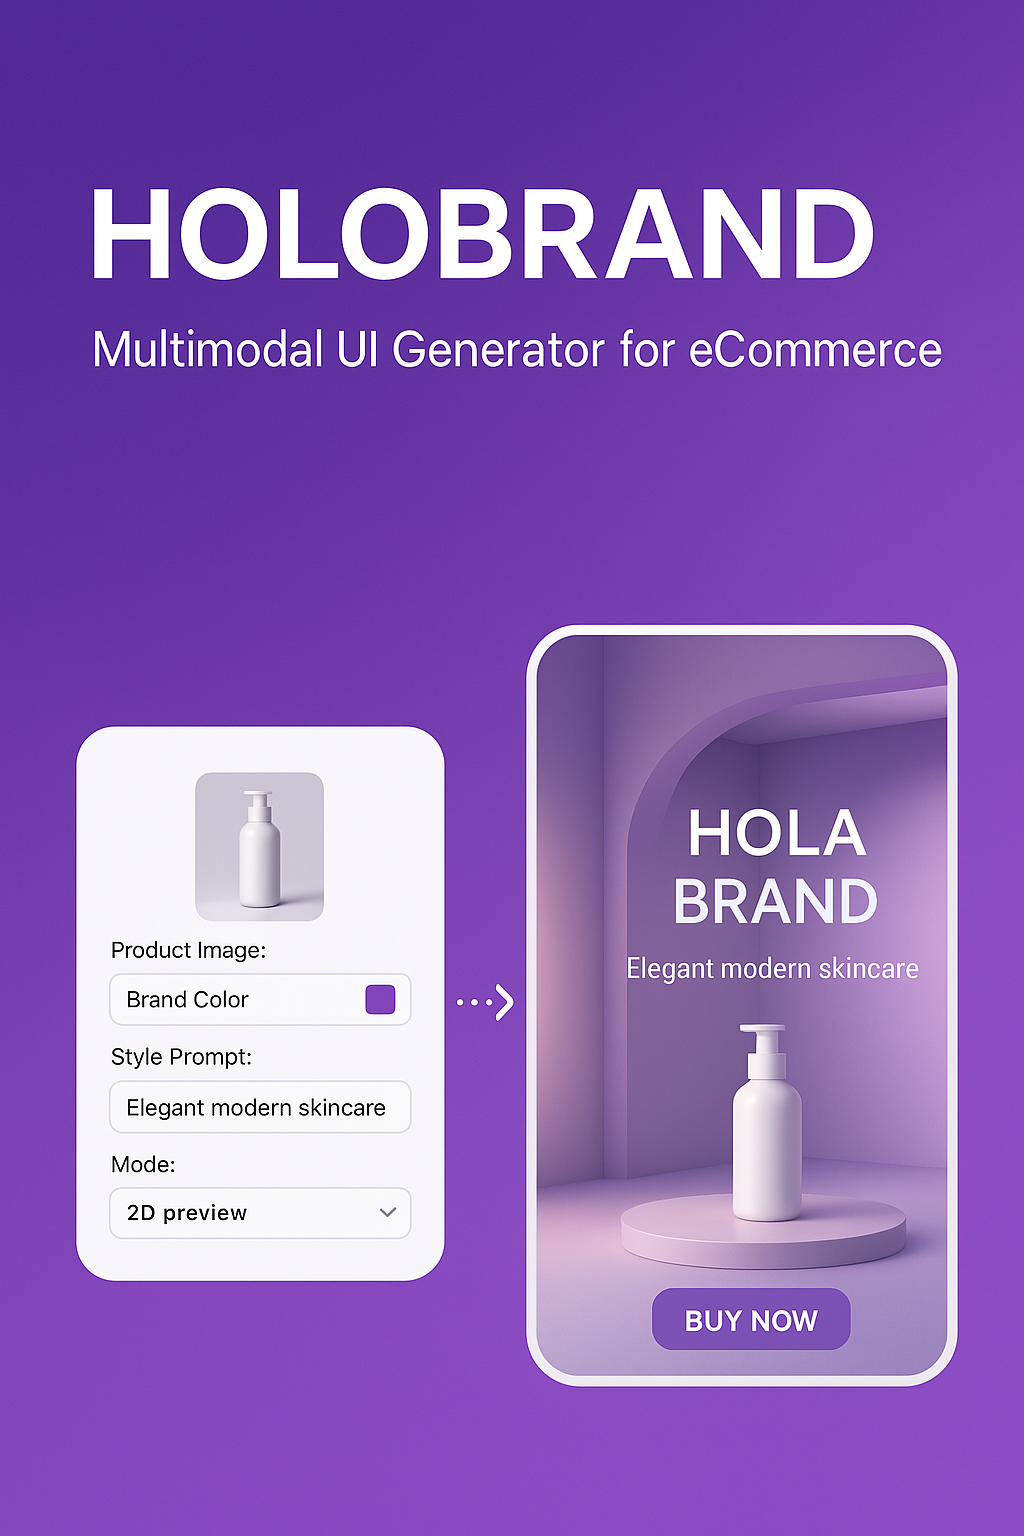 HOLOBRAND
Multimodal UI Generator for eCommerce
Product Image:
Brand Color
Style Prompt:
Elegant modern skincare
Mode:
2D preview
HOLA
BRAND
Elegant modern skincare
BUY NOW